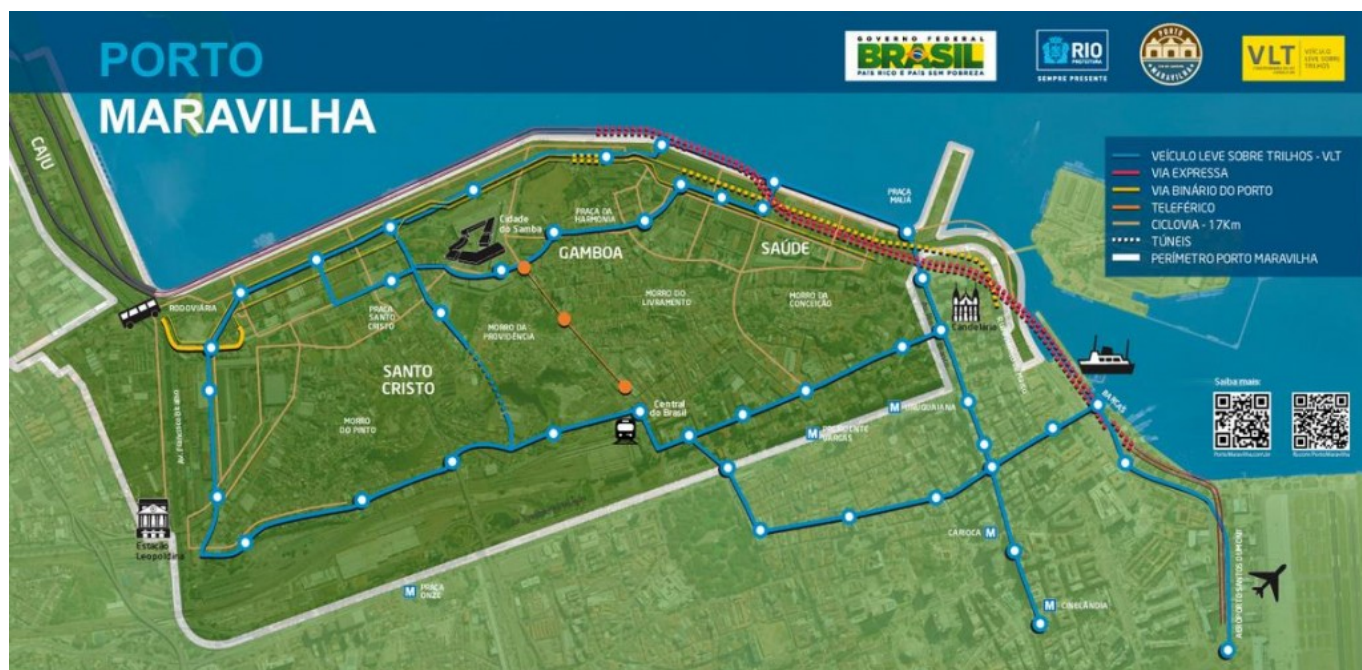 PORTO
MARAVILHA
GOVERNO FEDERAL
BRASIL
PAÍS RICO É PAÍS SEM POBREZA
RIO
PREFEITURA
SEMPRE PRESENTE
PORTO
MARAVILHA
VLT
VEÍCULO
LEVE SOBRE
TRILHOS
VEÍCULO LEVE SOBRE TRILHOS - VLT
VIA EXPRESSA
VIA BINÁRIO DO PORTO
TELEFÉRICO
CICLOVIA - 17Km
TÚNEIS
PERÍMETRO PORTO MARAVILHA
CAJU
RODOVIÁRIA
Cidade
do Samba
PRAÇA DA
HARMONIA
GAMBOA
SAÚDE
PRAÇA
MAUÁ
PRAÇA
SANTO
CRISTO
MORRO DA
PROVIDÊNCIA
MORRO DO
LIVRAMENTO
MORRO DA
CONCEIÇÃO
Candelária
SANTO
CRISTO
MORRO
DO PINTO
Central
do Brasil
M URUGUAIANA
M PRESIDENTE
VARGAS
BARCAS
Saiba mais:
Estação
Leopoldina
CARIOCA M
M PRAÇA
ONZE
M CINELÂNDIA
AEROPORTO SANTOS DUMONT